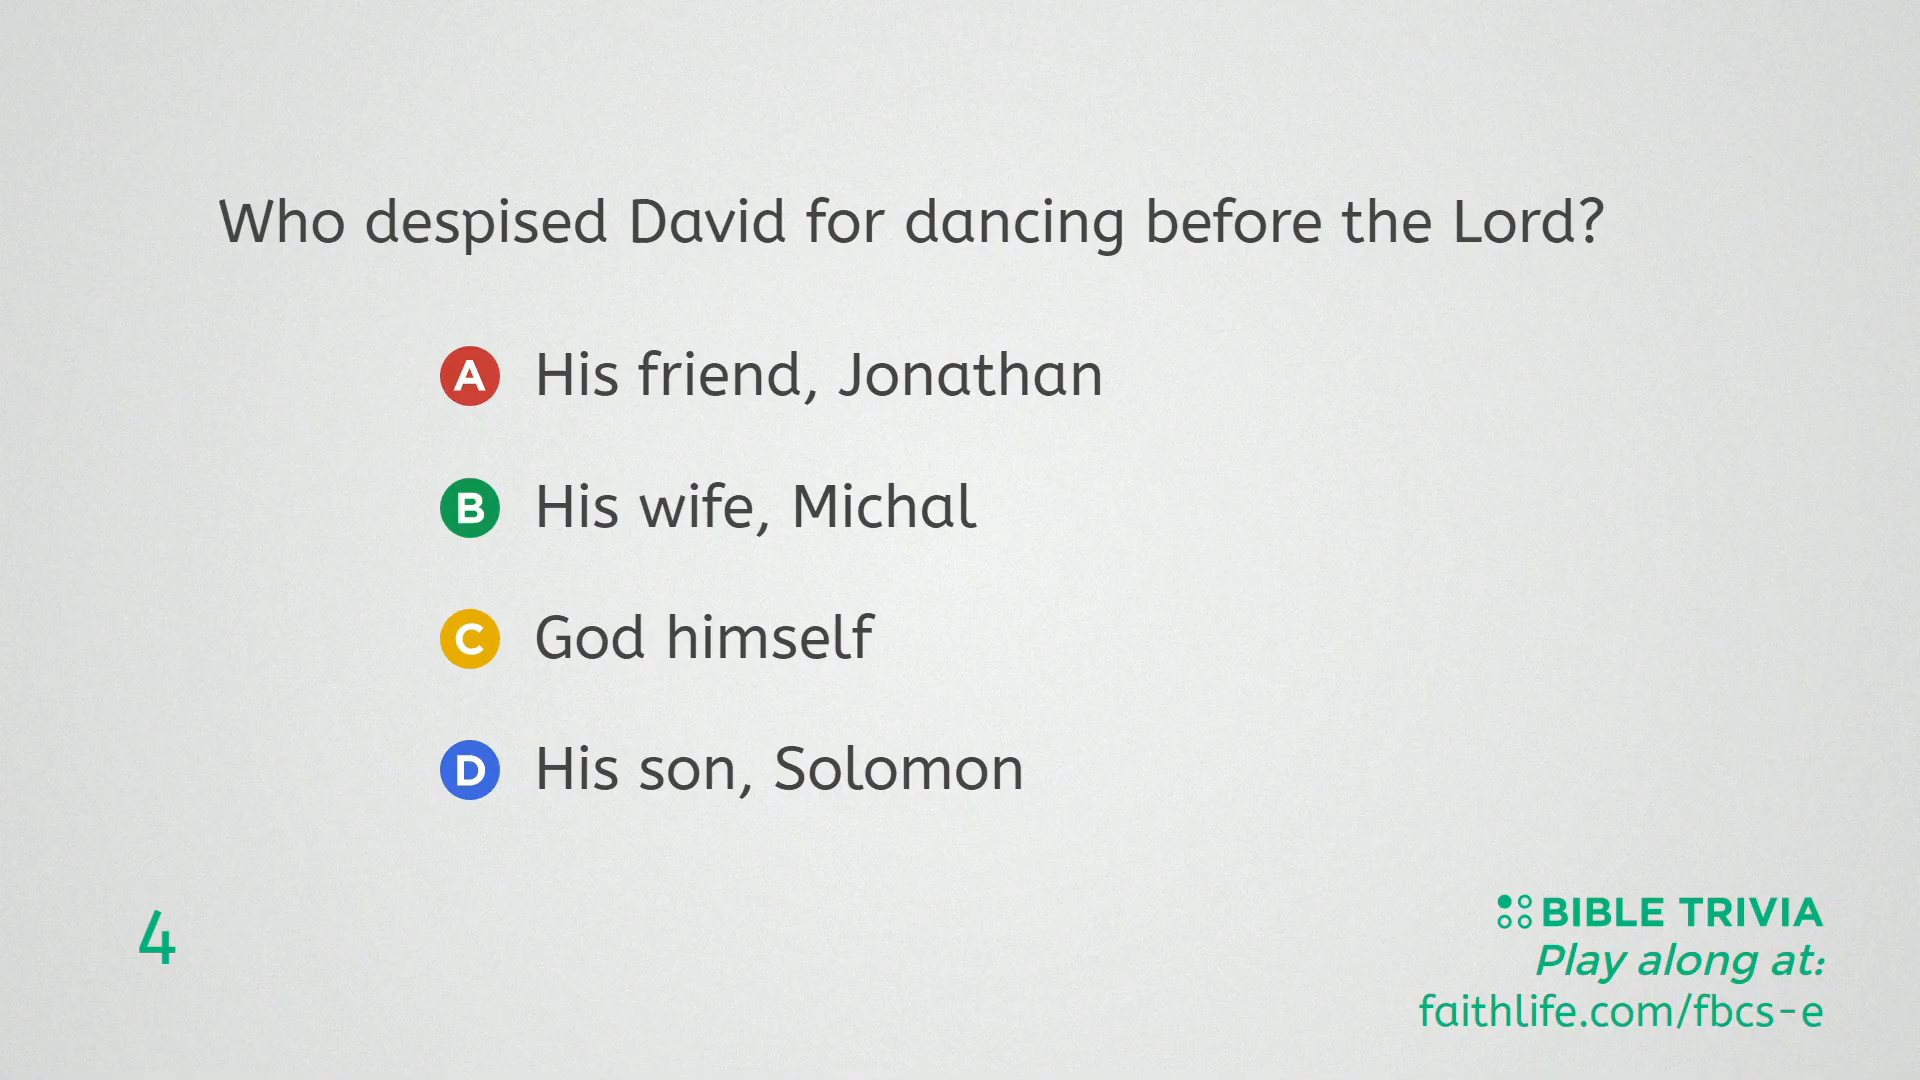 Who despised David for dancing before the Lord?
A His friend, Jonathan
B His wife, Michal
C God himself
D His son, Solomon
4
BIBLE TRIVIA
Play along at:
faithlife.com/fbcs-e